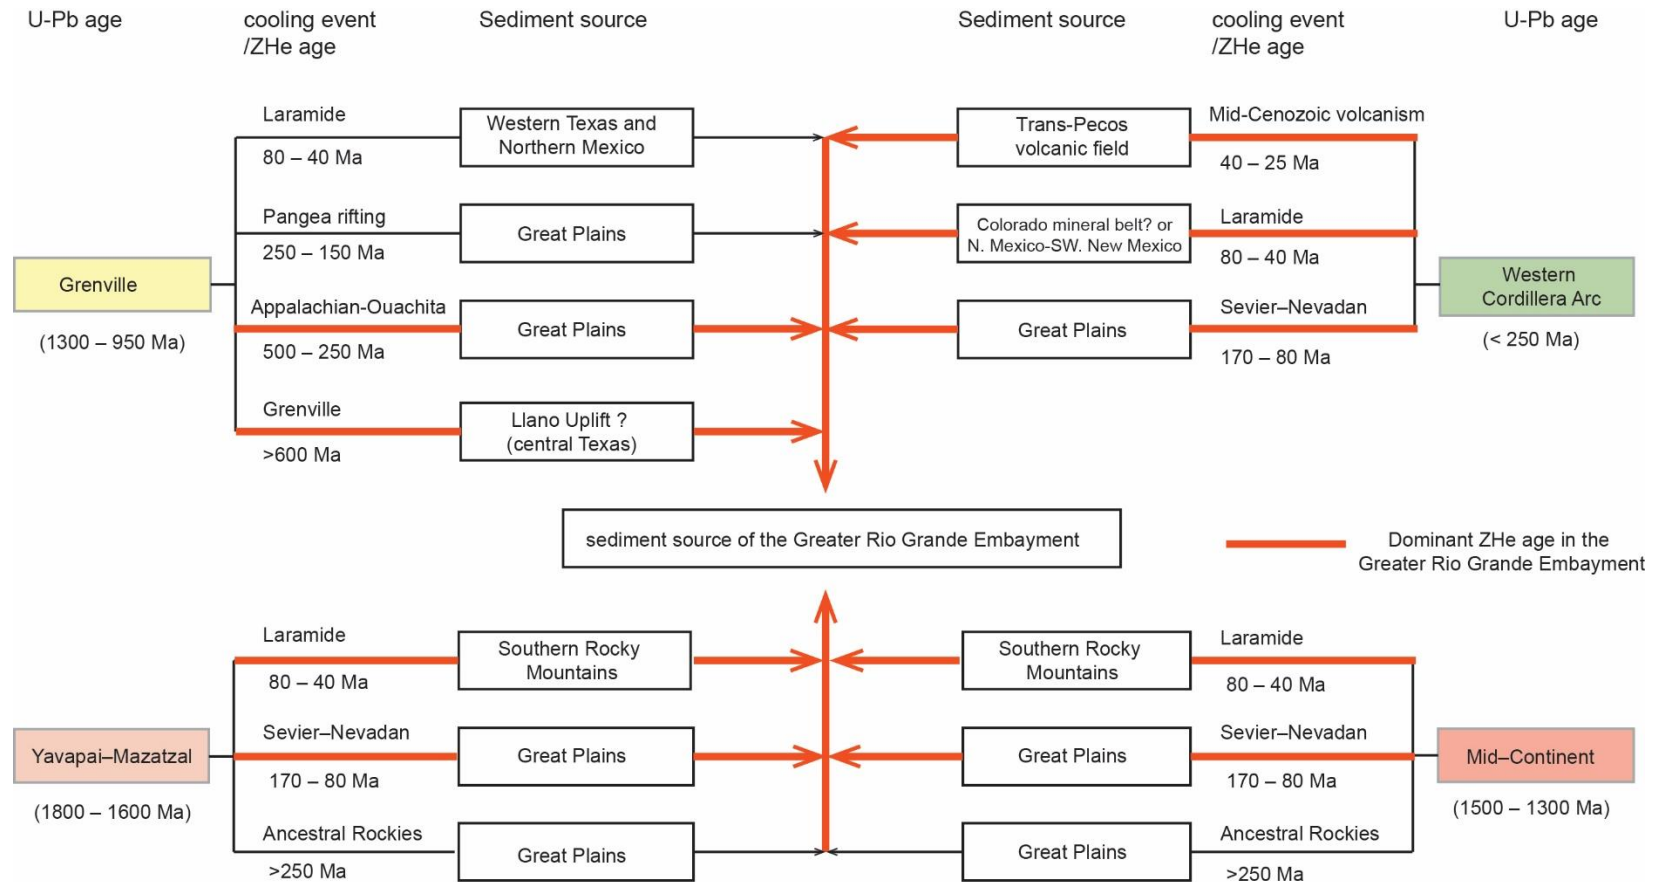 U-Pb age
cooling event
/ZHe age
Sediment source
Sediment source
cooling event
/ZHe age
U-Pb age
Grenville
(1300 – 950 Ma)
Laramide
80 – 40 Ma
Western Texas and
Northern Mexico
Pangea rifting
250 – 150 Ma
Great Plains
Appalachian-Ouachita
500 – 250 Ma
Great Plains
Grenville
>600 Ma
Llano Uplift ?
(central Texas)
Trans-Pecos
volcanic field
Mid-Cenozoic volcanism
40 – 25 Ma
Colorado mineral belt? or
N. Mexico-SW. New Mexico
Laramide
80 – 40 Ma
Great Plains
Sevier–Nevadan
170 – 80 Ma
Western
Cordillera Arc
(< 250 Ma)
sediment source of the Greater Rio Grande Embayment
Dominant ZHe age in the
Greater Rio Grande Embayment
Yavapai–Mazatzal
(1800 – 1600 Ma)
Laramide
80 – 40 Ma
Southern Rocky
Mountains
Sevier–Nevadan
170 – 80 Ma
Great Plains
Ancestral Rockies
>250 Ma
Great Plains
Southern Rocky
Mountains
Laramide
80 – 40 Ma
Great Plains
Sevier–Nevadan
170 – 80 Ma
Great Plains
Ancestral Rockies
>250 Ma
Mid–Continent
(1500 – 1300 Ma)